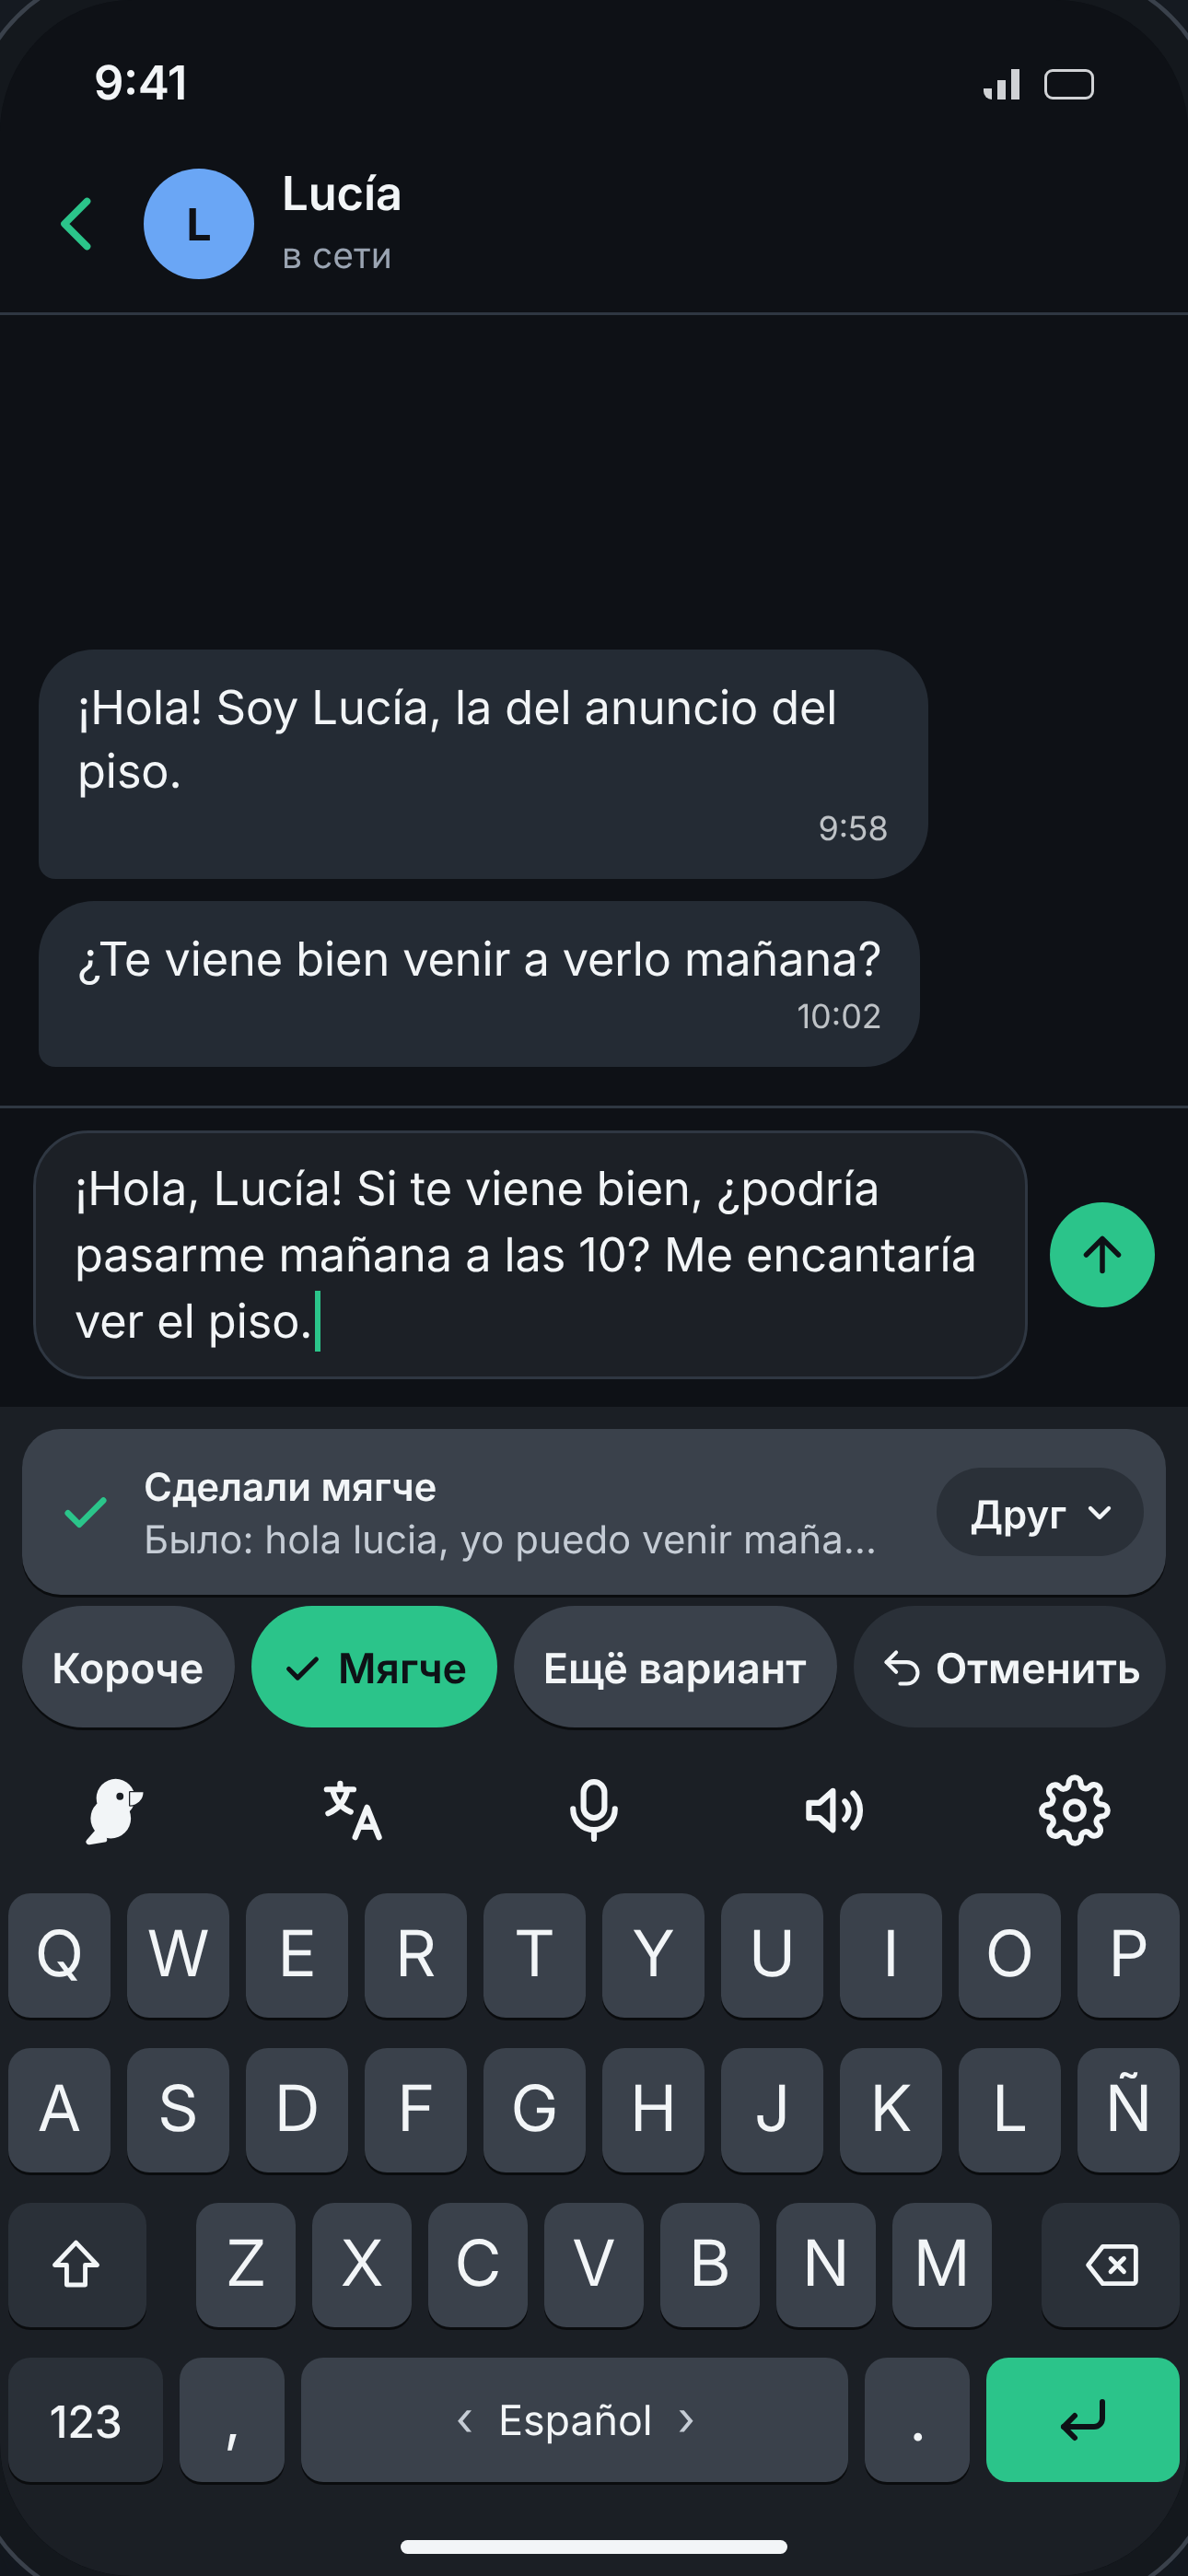 9:41
L
Lucía
в сети
¡Hola! Soy Lucía, la del anuncio del
piso.
9:58
¿Te viene bien venir a verlo mañana?
10:02
¡Hola, Lucía! Si te viene bien, ¿podría
pasarme mañana a las 10? Me encantaría
ver el piso.
Сделали мягче
Было: hola lucia, yo puedo venir maña...
Друг
Короче
Мягче
Ещё вариант
Отменить
Q W E R T Y U I O P
A S D F G H J K L Ñ
Z X C V B N M
123 , ‹ Español › .